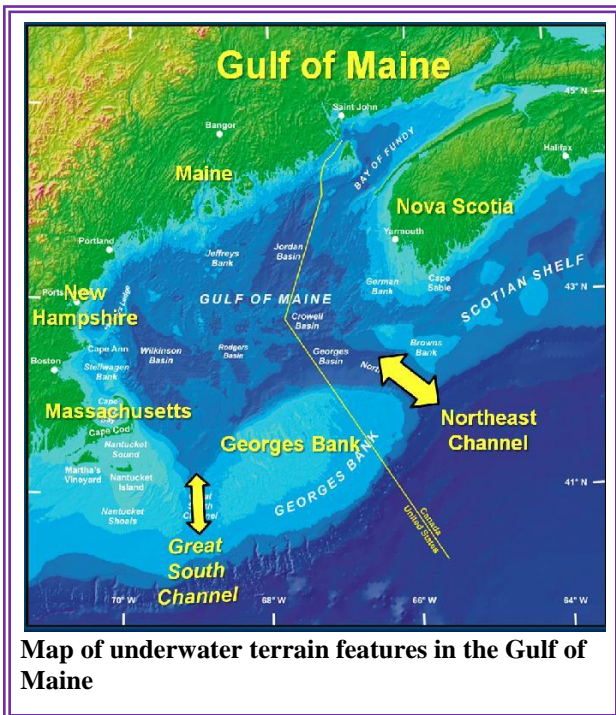 Gulf of Maine
Saint John
45° N
Bangor
BAY OF FUNDY
Halifax
Maine
Nova Scotia
Yarmouth
Portland
Jeffreys
Bank
Jordan
Basin
SCOTIAN SHELF
German
Bank
Cape
Sable
43° N
New
Hampshire
Ports
GULF OF MAINE
Crowell
Basin
Browns
Bank
Boston
Cape Ann
Stellwagen
Bank
Wilkinson
Basin
Rodgers
Basin
Georges
Basin
Massachusetts
Cape
Cape Cod
Northeast
Channel
Georges Bank
GEORGES BANK
Nantucket
Sound
Martha's
Vineyard
Nantucket
Island
Nantucket
Shoals
41° N
Great
South
Channel
Canada
United States
70° W
68° W
66° W
64° W
Map of underwater terrain features in the Gulf of
Maine